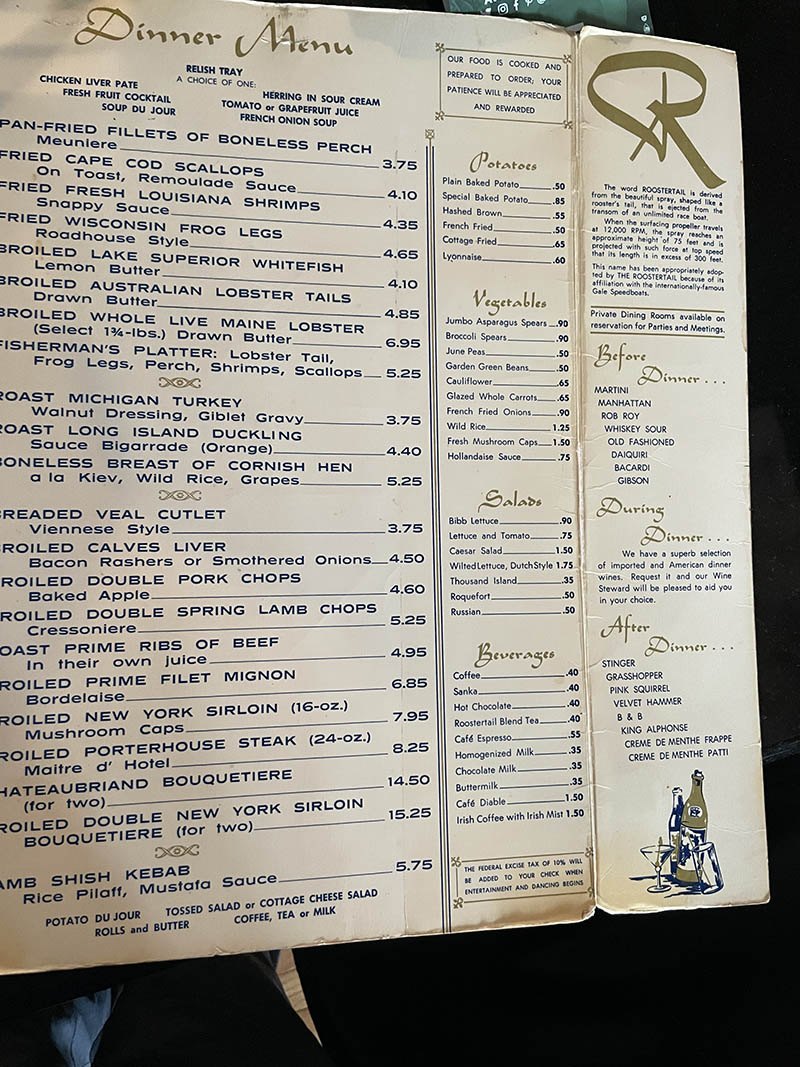 Dinner Menu
RELISH TRAY
A CHOICE OF ONE:
CHICKEN LIVER PATE
HERRING IN SOUR CREAM
FRESH FRUIT COCKTAIL
TOMATO or GRAPEFRUIT JUICE
SOUP DU JOUR
FRENCH ONION SOUP
PAN-FRIED FILLETS OF BONELESS PERCH
Meuniere 3.75
FRIED CAPE COD SCALLOPS
On Toast, Remoulade Sauce 4.10
FRIED FRESH LOUISIANA SHRIMPS
Snappy Sauce 4.35
FRIED WISCONSIN FROG LEGS
Roadhouse Style 4.65
BROILED LAKE SUPERIOR WHITEFISH
Lemon Butter 4.10
BROILED AUSTRALIAN LOBSTER TAILS
Drawn Butter 4.85
BROILED WHOLE LIVE MAINE LOBSTER
(Select 1¾-lbs.) Drawn Butter 6.95
FISHERMAN'S PLATTER: Lobster Tail,
Frog Legs, Perch, Shrimps, Scallops 5.25
ROAST MICHIGAN TURKEY
Walnut Dressing, Giblet Gravy 3.75
ROAST LONG ISLAND DUCKLING
Sauce Bigarrade (Orange) 4.40
BONELESS BREAST OF CORNISH HEN
a la Kiev, Wild Rice, Grapes 5.25
BREADED VEAL CUTLET
Viennese Style 3.75
BROILED CALVES LIVER
Bacon Rashers or Smothered Onions 4.50
ROILED DOUBLE PORK CHOPS
Baked Apple 4.60
ROILED DOUBLE SPRING LAMB CHOPS
Cressoniere 5.25
OAST PRIME RIBS OF BEEF
In their own juice 4.95
ROILED PRIME FILET MIGNON
Bordelaise 6.85
ROILED NEW YORK SIRLOIN (16-oz.)
Mushroom Caps 7.95
ROILED PORTERHOUSE STEAK (24-oz.)
Maitre d' Hotel 8.25
HATEAUBRIAND BOUQUETIERE
(for two) 14.50
ROILED DOUBLE NEW YORK SIRLOIN
BOUQUETIERE (for two) 15.25
AMB SHISH KEBAB
Rice Pilaff, Mustafa Sauce 5.75
POTATO DU JOUR TOSSED SALAD or COTTAGE CHEESE SALAD
ROLLS and BUTTER COFFEE, TEA or MILK
OUR FOOD IS COOKED AND
PREPARED TO ORDER; YOUR
PATIENCE WILL BE APPRECIATED
AND REWARDED
Potatoes
Plain Baked Potato .50
Special Baked Potato .85
Hashed Brown .55
French Fried .50
Cottage Fried .65
Lyonnaise .60
Vegetables
Jumbo Asparagus Spears .90
Broccoli Spears .90
June Peas .50
Garden Green Beans .50
Cauliflower .65
Glazed Whole Carrots .65
French Fried Onions .90
Wild Rice 1.25
Fresh Mushroom Caps 1.50
Hollandaise Sauce .75
Salads
Bibb Lettuce .90
Lettuce and Tomato .75
Caesar Salad 1.50
Wilted Lettuce, Dutch Style 1.75
Thousand Island .35
Roquefort .50
Russian .50
Beverages
Coffee .40
Sanka .40
Hot Chocolate .40
Roostertail Blend Tea .40
Café Espresso .55
Homogenized Milk .35
Chocolate Milk .35
Buttermilk .35
Café Diable 1.50
Irish Coffee with Irish Mist 1.50
THE FEDERAL EXCISE TAX OF 10% WILL
BE ADDED TO YOUR CHECK WHEN
ENTERTAINMENT AND DANCING BEGINS
R
The word ROOSTERTAIL is derived
from the beautiful spray, shaped like a
rooster's tail, that is ejected from the
transom of an unlimited race boat.
When the surfacing propeller travels
at 12,000 RPM, the spray reaches an
approximate height of 75 feet and is
projected with such force at top speed
that its length is in excess of 300 feet.
This name has been appropriately adop-
ted by THE ROOSTERTAIL because of its
affiliation with the internationally-famous
Gale Speedboats.
Private Dining Rooms available on
reservation for Parties and Meetings.
Before
Dinner . . .
MARTINI
MANHATTAN
ROB ROY
WHISKEY SOUR
OLD FASHIONED
DAIQUIRI
BACARDI
GIBSON
During
Dinner . . .
We have a superb selection
of imported and American dinner
wines. Request it and our Wine
Steward will be pleased to aid you
in your choice.
After
Dinner . . .
STINGER
GRASSHOPPER
PINK SQUIRREL
VELVET HAMMER
B & B
KING ALPHONSE
CREME DE MENTHE FRAPPE
CREME DE MENTHE PATTI